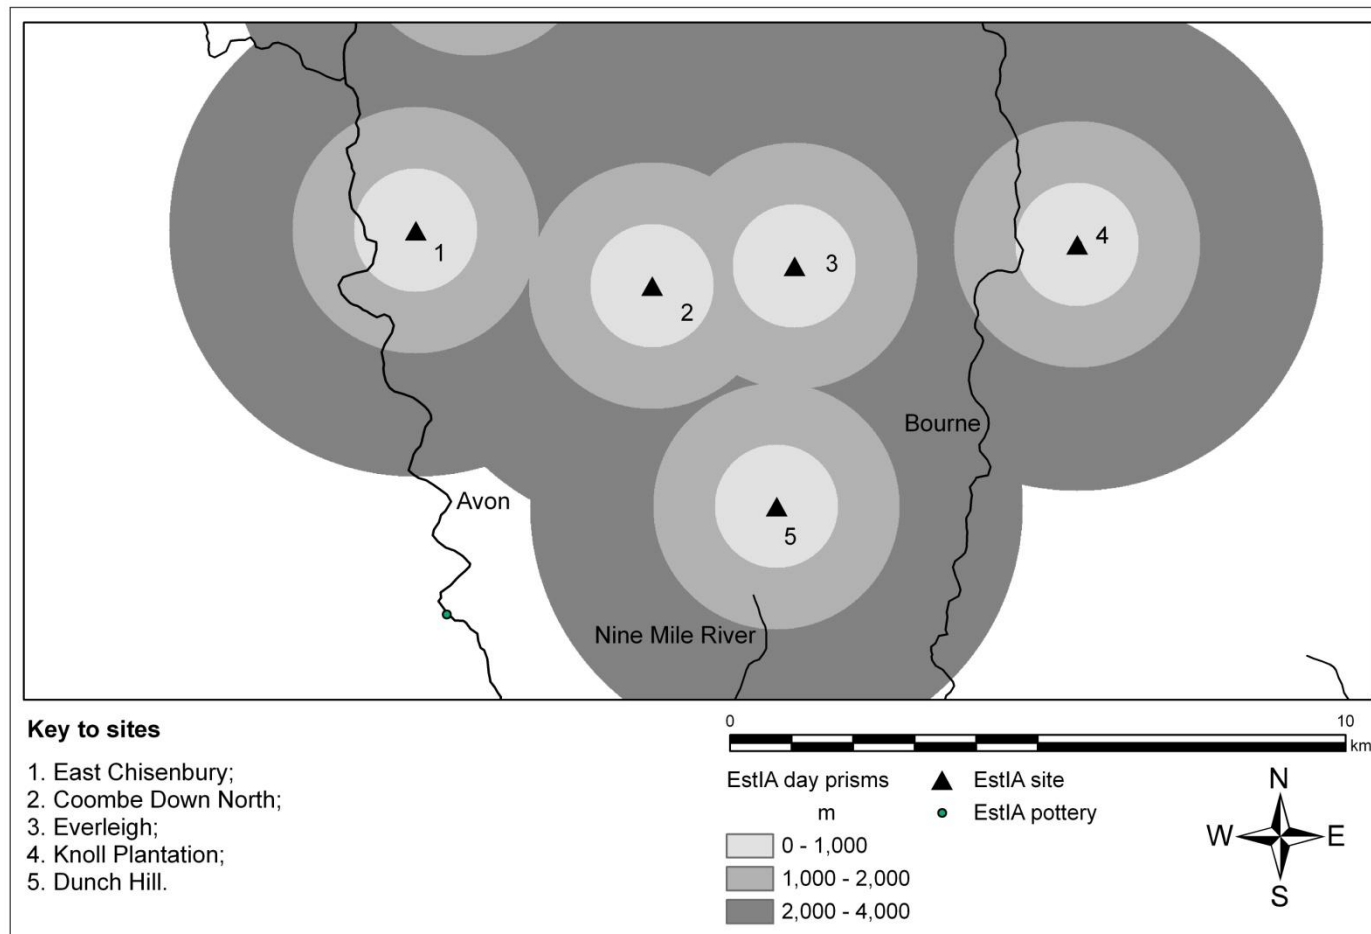 1
2
3
4
Bourne
Avon
5
Nine Mile River
Key to sites
1. East Chisenbury;
2. Coombe Down North;
3. Everleigh;
4. Knoll Plantation;
5. Dunch Hill.
0 10
km
EstIA day prisms
m
0 - 1,000
1,000 - 2,000
2,000 - 4,000
EstIA site
EstIA pottery
N
W E
S